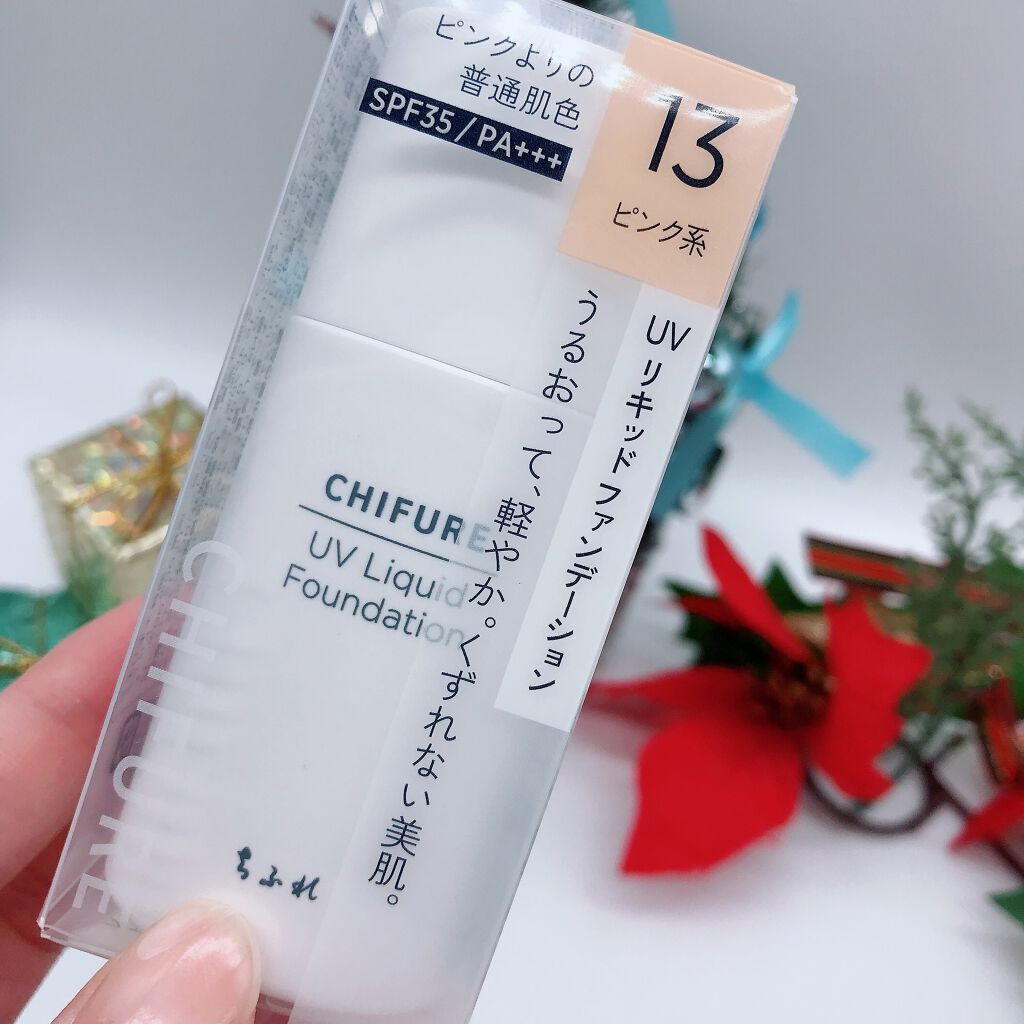 ピンクよりの
普通肌色
SPF35/PA+++
13
ピンク系
UV リキッド ファンデーション
うるおって、軽やか。くずれない美肌。
CHIFURE
UV Liquid
Foundation
CHIFURE
ちふれ